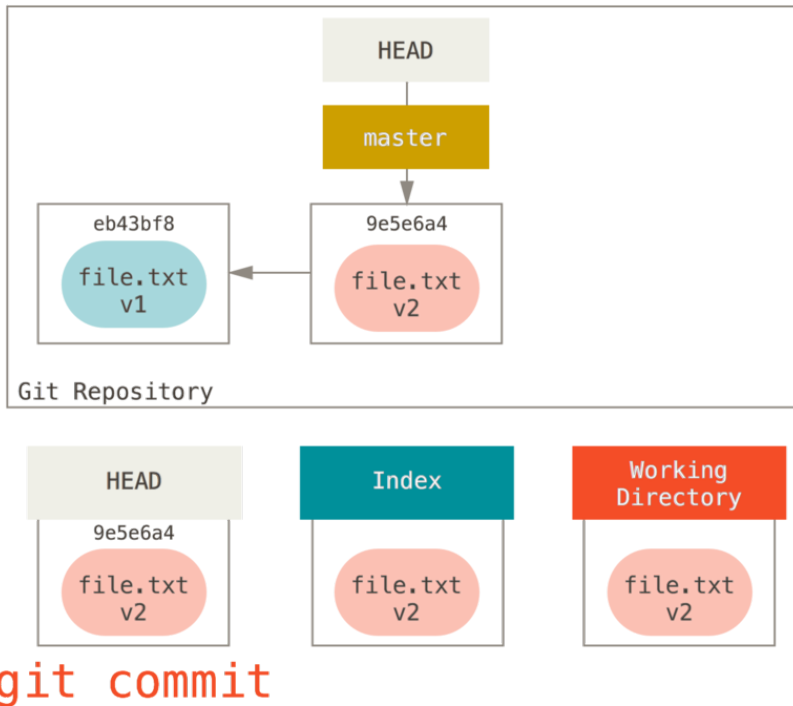 HEAD
master
eb43bf8
file.txt
v1
9e5e6a4
file.txt
v2
Git Repository
HEAD
9e5e6a4
file.txt
v2
Index
file.txt
v2
Working
Directory
file.txt
v2
git commit